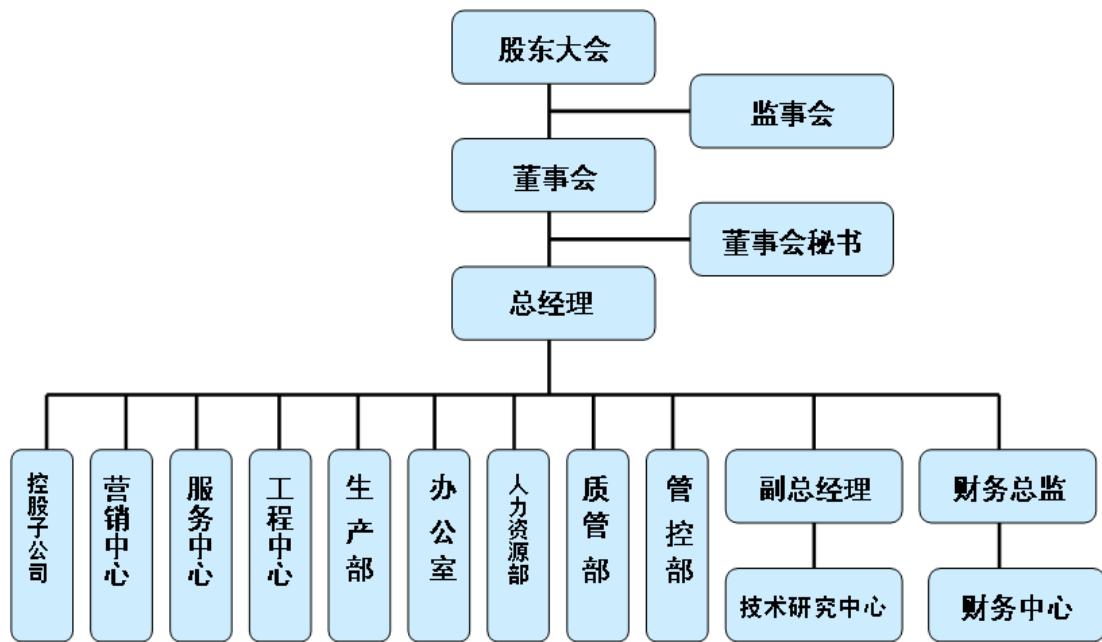 股东大会
监事会
董事会
董事会秘书
总经理
控股子公司
营销中心
服务中心
工程中心
生产部
办公室
人力资源部
质管部
管控部
副总经理
财务总监
技术研究中心
财务中心